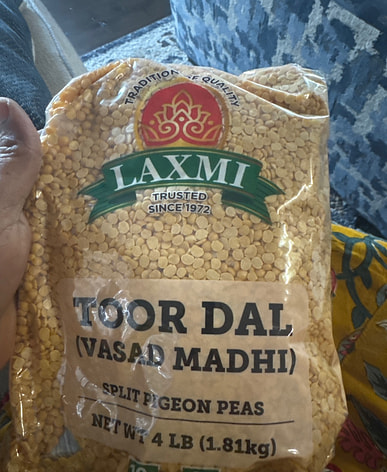 TRADITION OF QUALITY
LAXMI
TRUSTED
SINCE 1972
TOOR DAL
(VASAD MADHI)
SPLIT PIGEON PEAS
NET WT 4 LB (1.81kg)